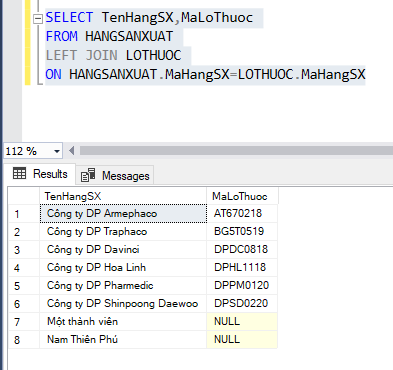 SELECT TenHangSX,MaLoThuoc
FROM HANGSANXUAT
LEFT JOIN LOTHUOC
ON HANGSANXUAT.MaHangSX=LOTHUOC.MaHangSX
112 %
Results Messages
TenHangSX MaLoThuoc
1 Công ty DP Armephaco AT670218
2 Công ty DP Traphaco BG5T0519
3 Công ty DP Davinci DPDC0818
4 Công ty DP Hoa Linh DPHL1118
5 Công ty DP Pharmedic DPPM0120
6 Công ty DP Shinpoong Daewoo DPSD0220
7 Một thành viên NULL
8 Nam Thiên Phú NULL